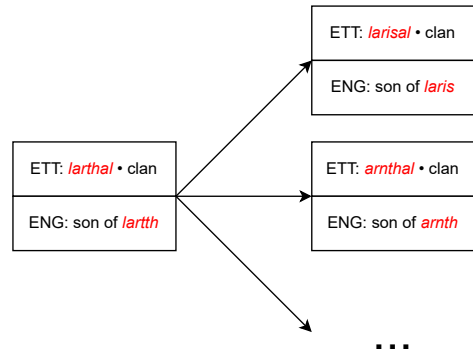 ETT: larisal • clan
ENG: son of laris
ETT: larthal • clan
ENG: son of lartth
ETT: arnthal • clan
ENG: son of arnth
...